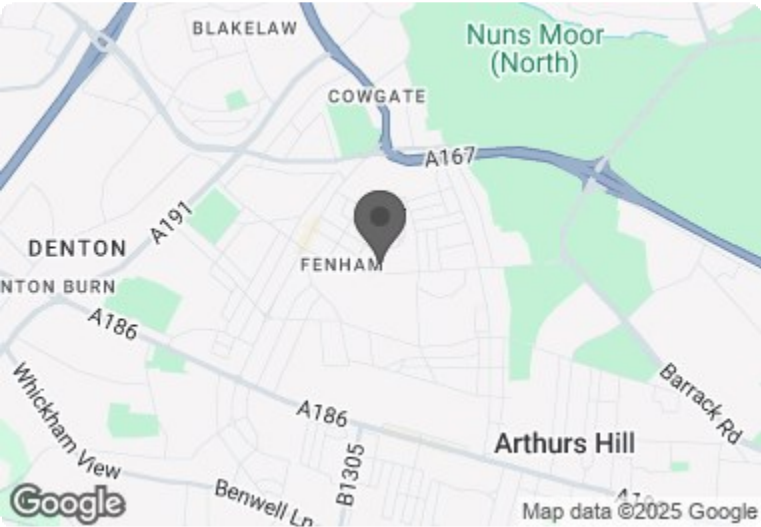 BLAKELAW
Nuns Moor
(North)
COWGATE
A167
A191
DENTON
FENHAM
NTON BURN
A186
Whickham View
A186
Barrack Rd
Arthurs Hill
B1305
Benwell Ln
Google
Map data ©2025 Google